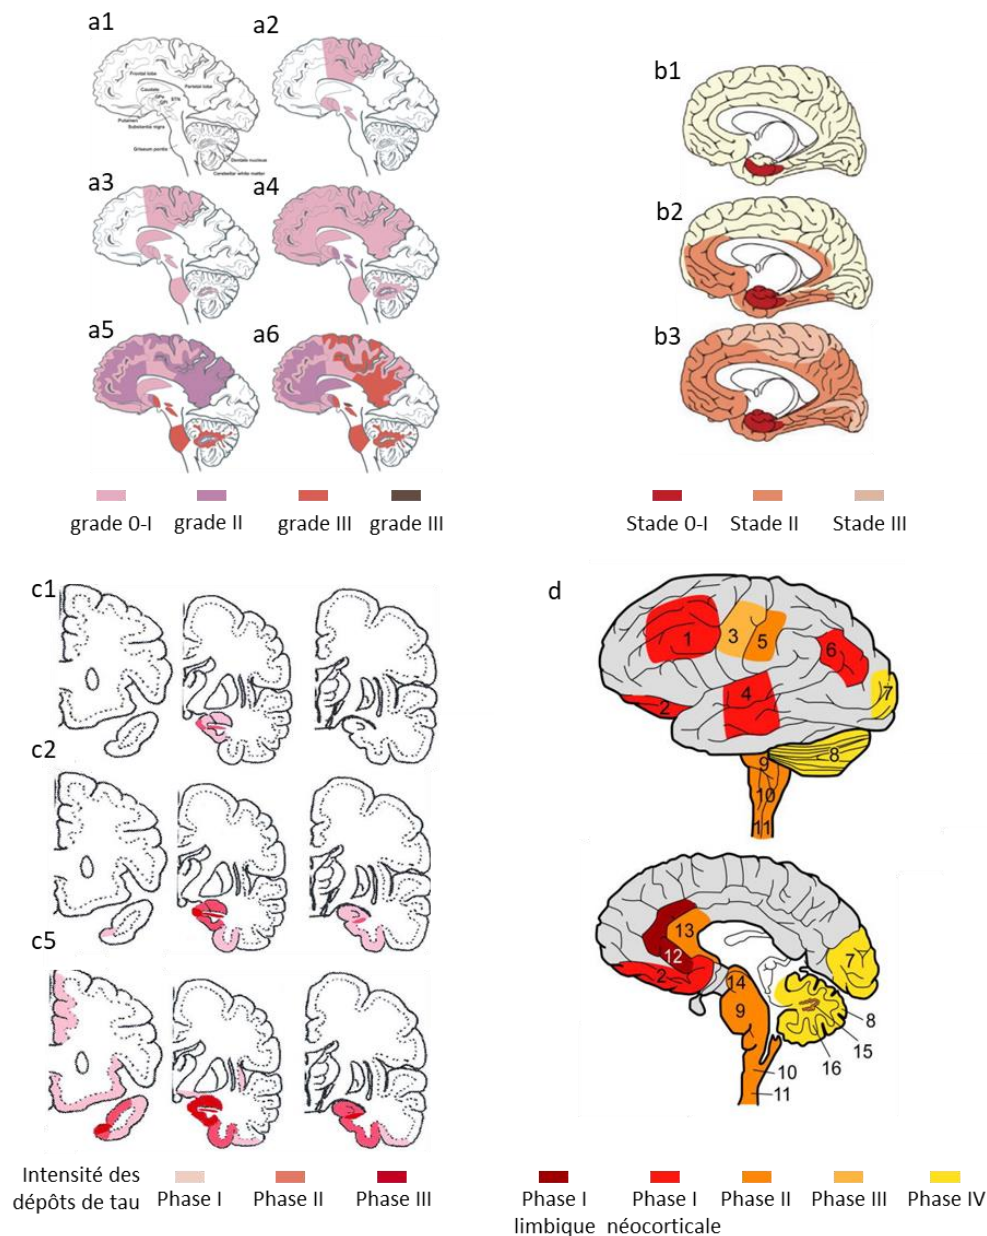 a1
a2
Frontal lobe
Parietal lobe
Caudate
GPe
GPi
STN
Putamen
Substantia nigra
Griseum pontis
Dentate nucleus
Cerebellar white matter
a3
a4
a5
a6
grade 0-I
grade II
grade III
grade III
b1
b2
b3
Stade 0-I
Stade II
Stade III
c1
c2
c5
Intensité des
dépôts de tau
Phase I
Phase II
Phase III
d
1
3
5
6
2
4
7
8
9
10
11
13
12
7
2
14
9
8
15
16
10
11
Phase I
limbique
Phase I
néocorticale
Phase II
Phase III
Phase IV